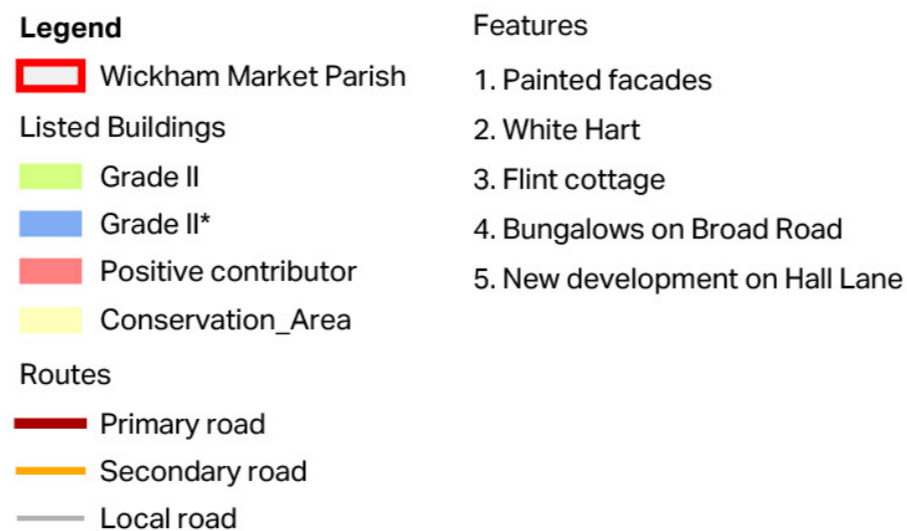 Legend
Wickham Market Parish
Listed Buildings
Grade II
Grade II*
Positive contributor
Conservation_Area
Routes
Primary road
Secondary road
Local road
Features
1. Painted facades
2. White Hart
3. Flint cottage
4. Bungalows on Broad Road
5. New development on Hall Lane